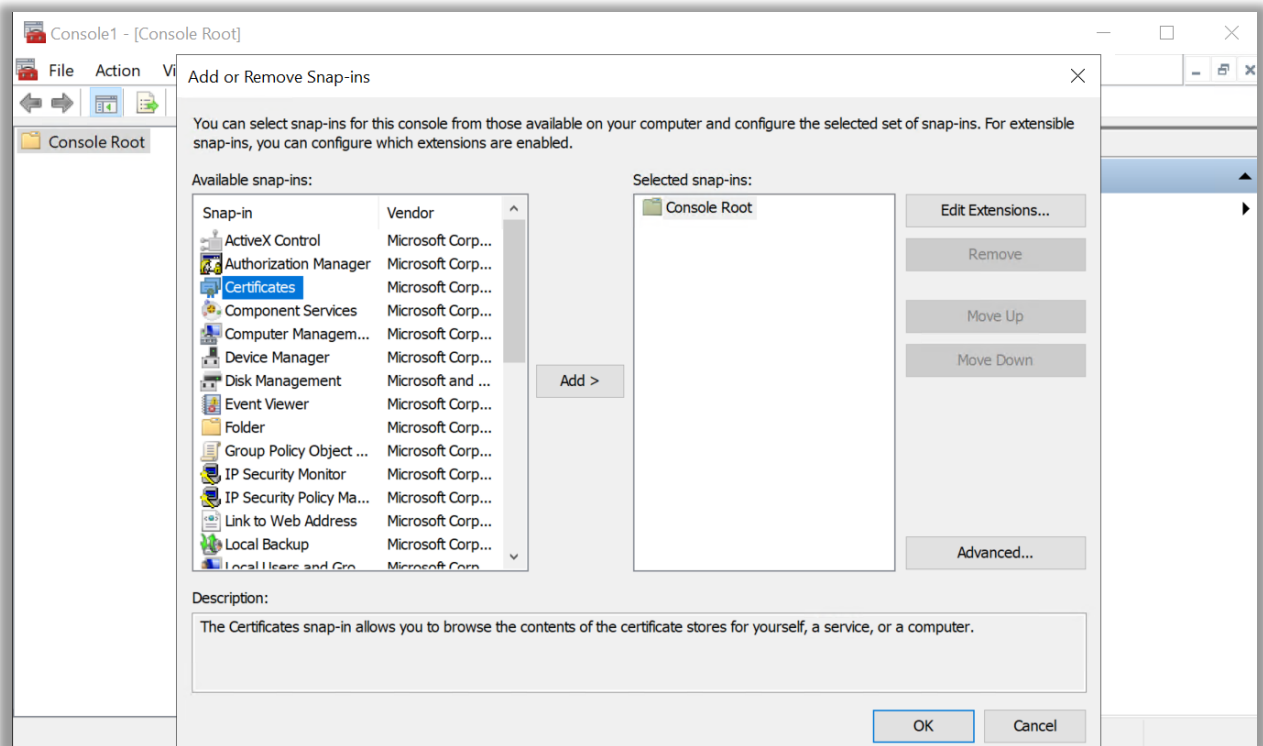 Console1 - [Console Root]
File Action Vi
Add or Remove Snap-ins
Console Root
You can select snap-ins for this console from those available on your computer and configure the selected set of snap-ins. For extensible
snap-ins, you can configure which extensions are enabled.
Available snap-ins:
Snap-in Vendor
ActiveX Control Microsoft Corp...
Authorization Manager Microsoft Corp...
Certificates Microsoft Corp...
Component Services Microsoft Corp...
Computer Managem... Microsoft Corp...
Device Manager Microsoft Corp...
Disk Management Microsoft and ...
Event Viewer Microsoft Corp...
Folder Microsoft Corp...
Group Policy Object ... Microsoft Corp...
IP Security Monitor Microsoft Corp...
IP Security Policy Ma... Microsoft Corp...
Link to Web Address Microsoft Corp...
Local Backup Microsoft Corp...
Local Users and Gro... Microsoft Corp...
Add >
Selected snap-ins:
Console Root
Edit Extensions...
Remove
Move Up
Move Down
Advanced...
Description:
The Certificates snap-in allows you to browse the contents of the certificate stores for yourself, a service, or a computer.
OK Cancel